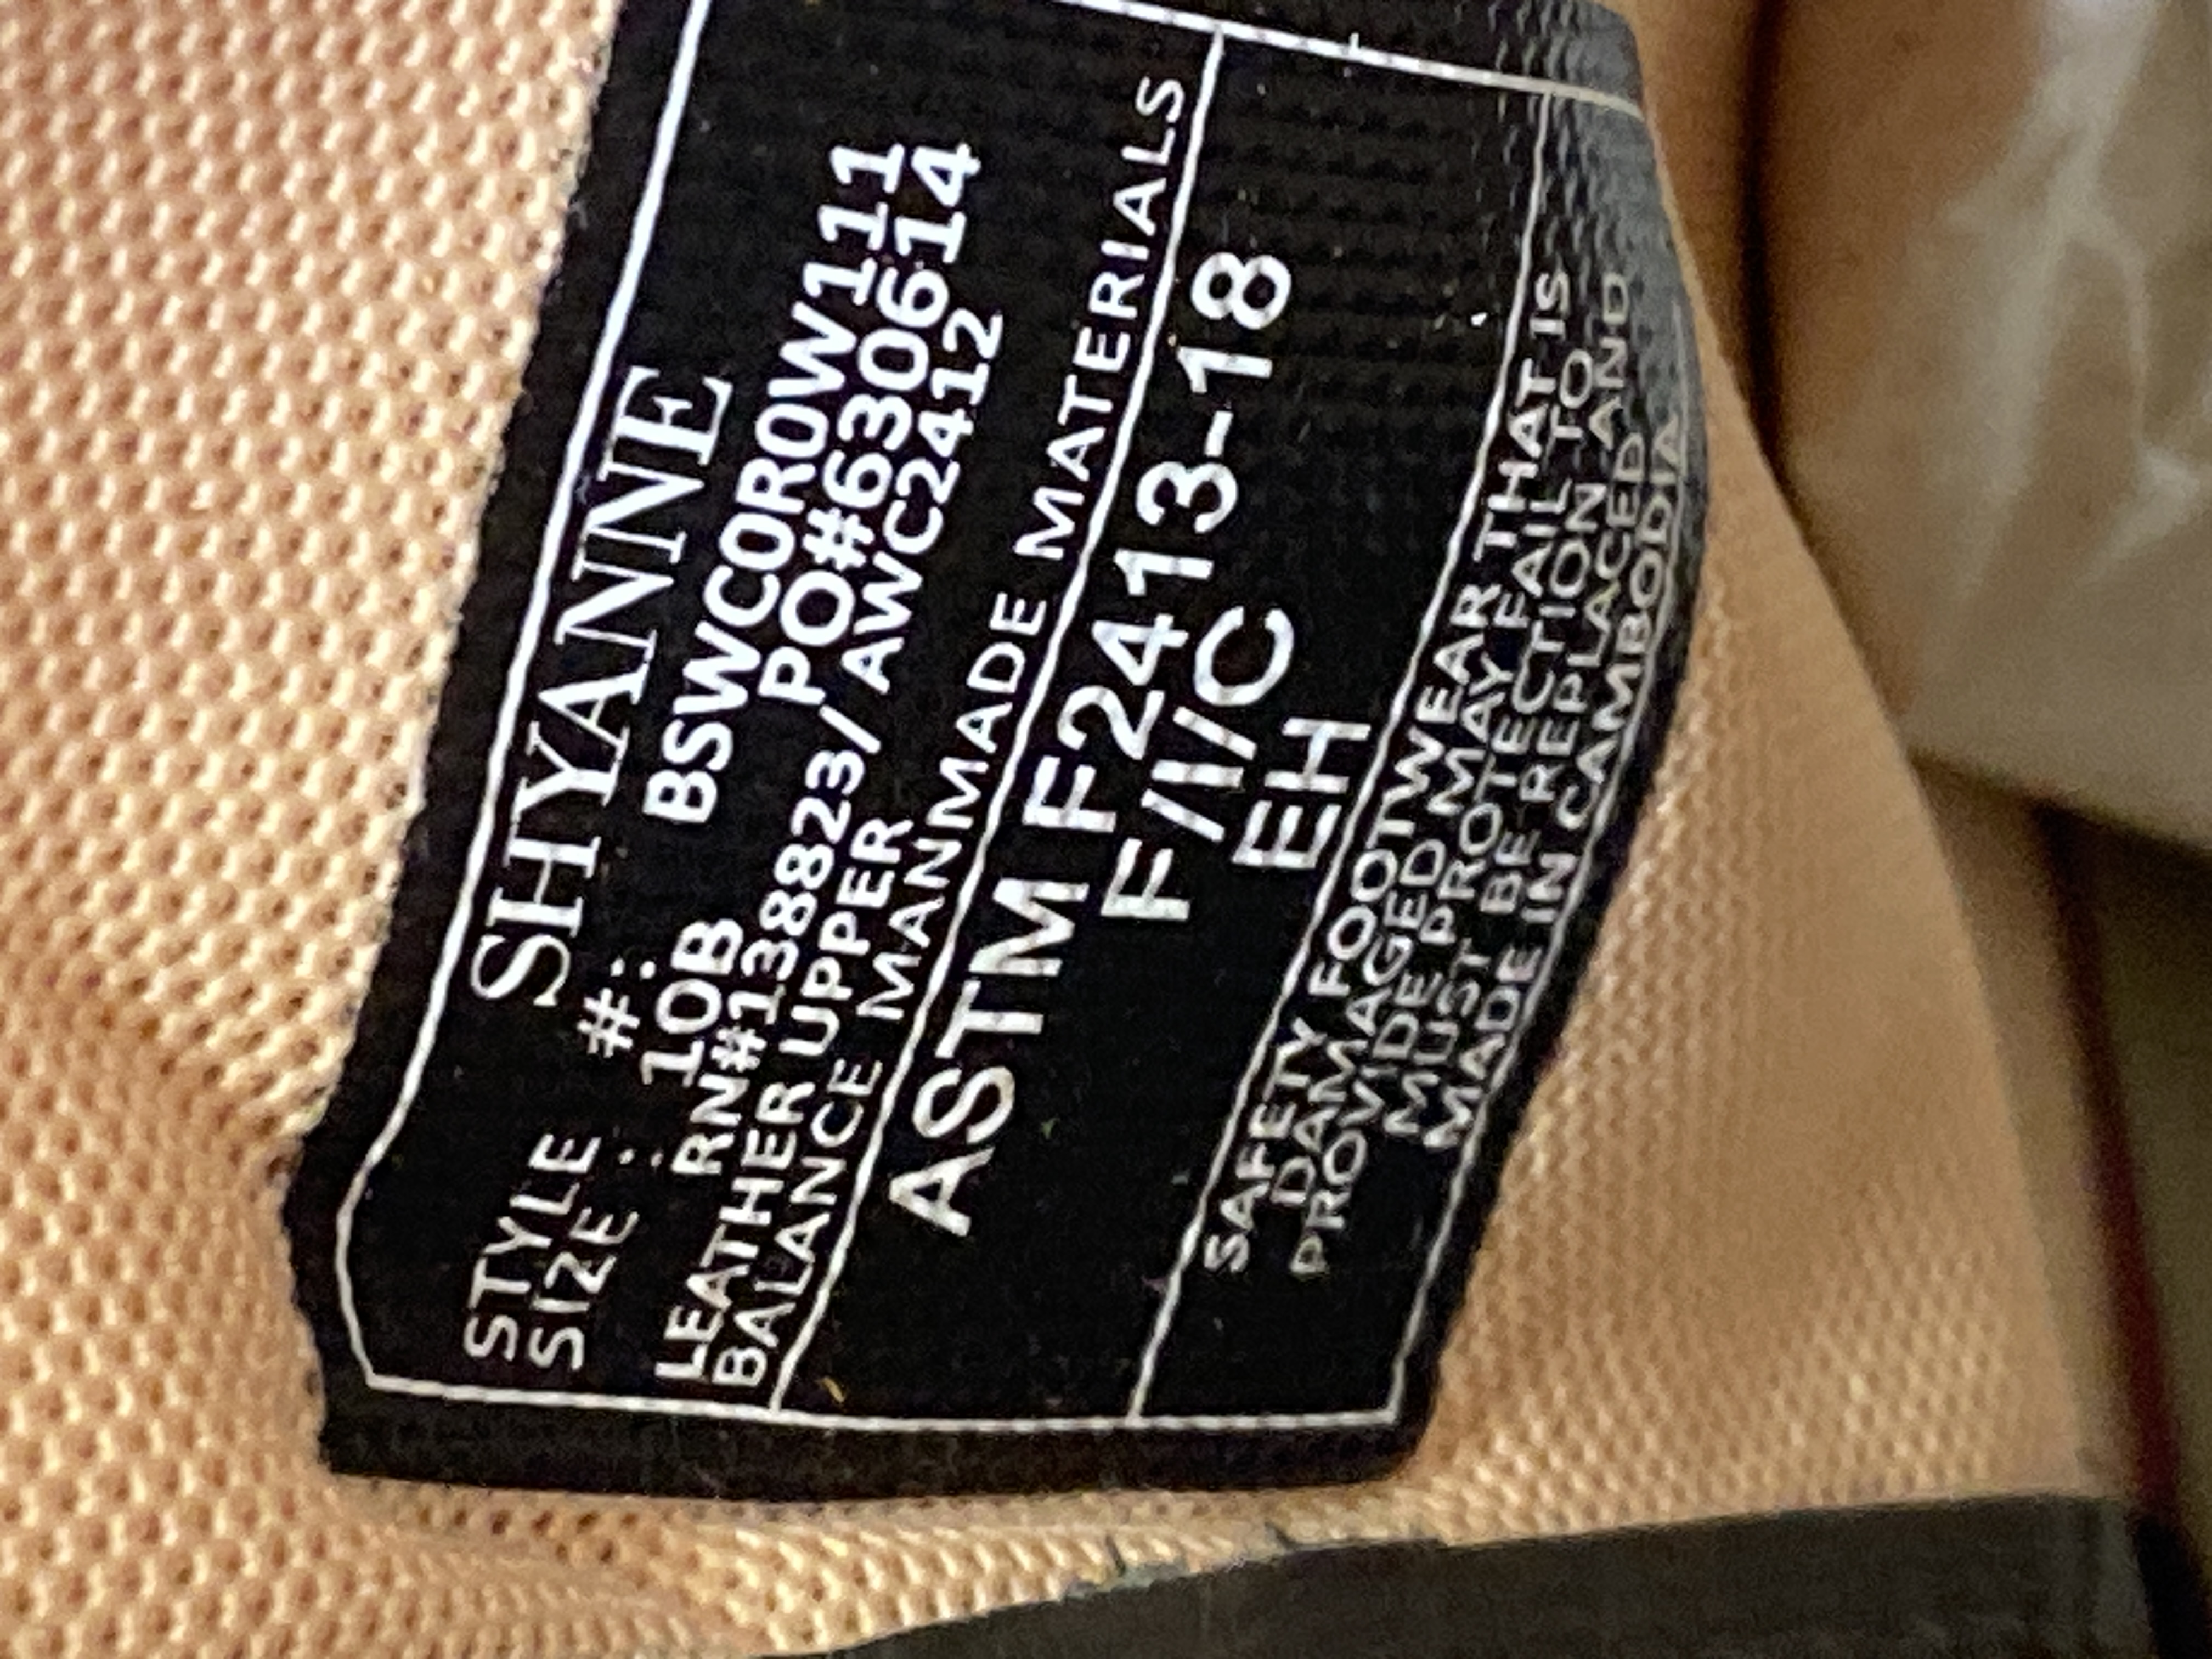 SHYANNE
STYLE #: BSWCOR0W111
SIZE : 10B PO#630614
RN#138823/ AWC2412
LEATHER UPPER
BALANCE MANMADE MATERIALS
ASTM F2413-18
F/I/C
EH
SAFETY FOOTWEAR THAT IS
DAMAGED MAY FAIL TO
PROVIDE PROTECTION AND
MUST BE REPLACED
MADE IN CAMBODIA